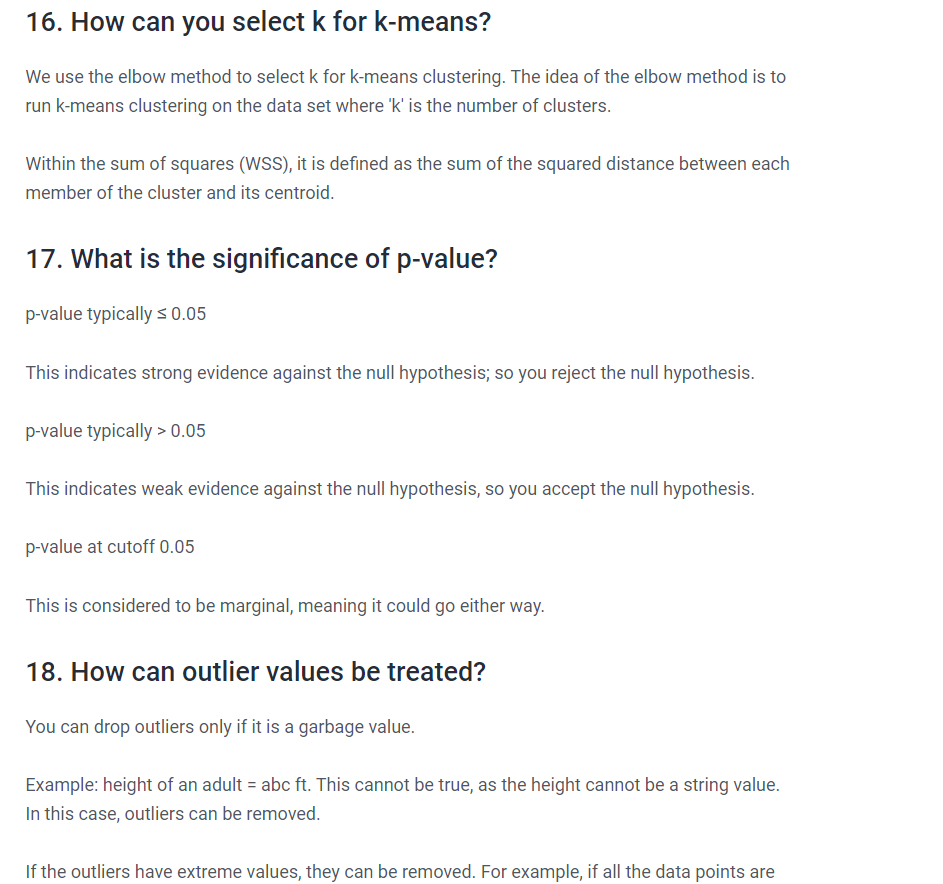 16. How can you select k for k-means?
We use the elbow method to select k for k-means clustering. The idea of the elbow method is to
run k-means clustering on the data set where 'k' is the number of clusters.
Within the sum of squares (WSS), it is defined as the sum of the squared distance between each
member of the cluster and its centroid.
17. What is the significance of p-value?
p-value typically ≤ 0.05
This indicates strong evidence against the null hypothesis; so you reject the null hypothesis.
p-value typically > 0.05
This indicates weak evidence against the null hypothesis, so you accept the null hypothesis.
p-value at cutoff 0.05
This is considered to be marginal, meaning it could go either way.
18. How can outlier values be treated?
You can drop outliers only if it is a garbage value.
Example: height of an adult = abc ft. This cannot be true, as the height cannot be a string value.
In this case, outliers can be removed.
If the outliers have extreme values, they can be removed. For example, if all the data points are